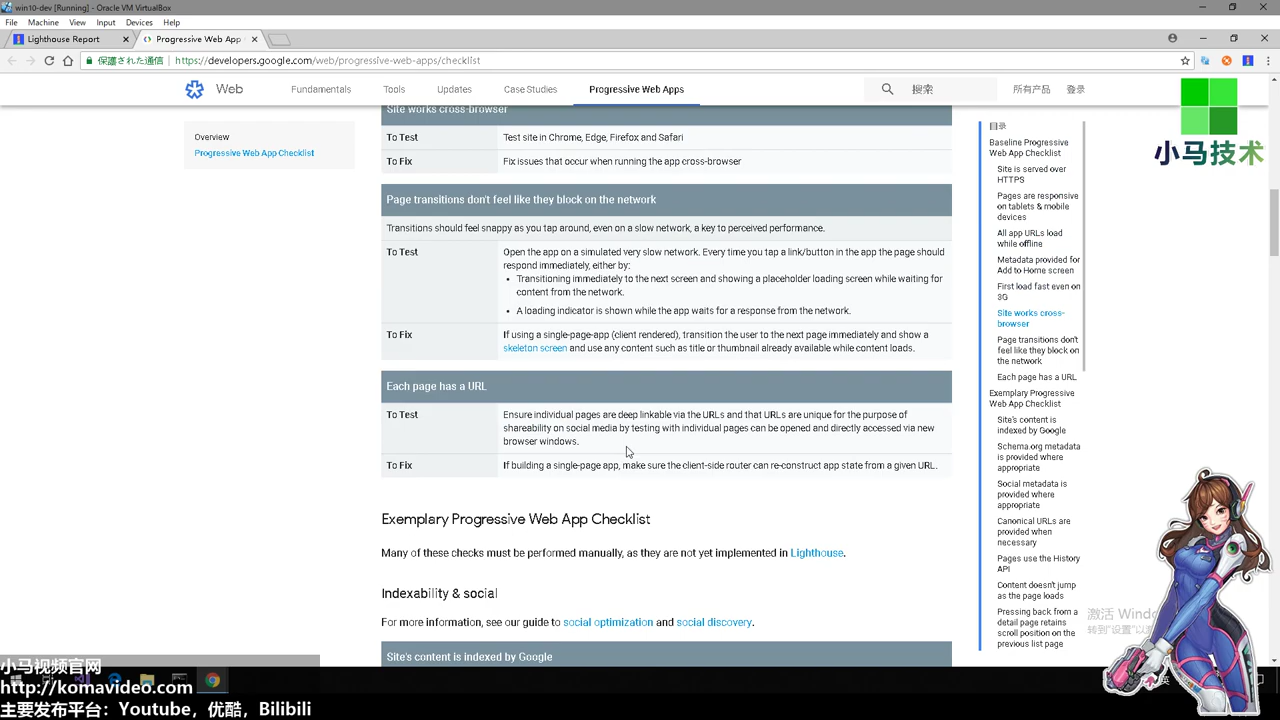 win10-dev [Running] - Oracle VM VirtualBox
File Machine View Input Devices Help
Lighthouse Report
Progressive Web App
保護された通信
https://developers.google.com/web/progressive-web-apps/checklist
Web
Fundamentals
Tools
Updates
Case Studies
Progressive Web Apps
搜索
所有产品
登录
小马技术
Overview
Progressive Web App Checklist
Site works cross-browser
To Test
Test site in Chrome, Edge, Firefox and Safari
To Fix
Fix issues that occur when running the app cross-browser
Page transitions don't feel like they block on the network
Transitions should feel snappy as you tap around, even on a slow network, a key to perceived performance.
To Test
Open the app on a simulated very slow network. Every time you tap a link/button in the app the page should
respond immediately, either by:
Transitioning immediately to the next screen and showing a placeholder loading screen while waiting for
content from the network.
A loading indicator is shown while the app waits for a response from the network.
To Fix
If using a single-page-app (client rendered), transition the user to the next page immediately and show a
skeleton screen and use any content such as title or thumbnail already available while content loads.
Each page has a URL
To Test
Ensure individual pages are deep linkable via the URLs and that URLs are unique for the purpose of
shareability on social media by testing with individual pages can be opened and directly accessed via new
browser windows.
To Fix
If building a single-page app, make sure the client-side router can re-construct app state from a given URL.
Exemplary Progressive Web App Checklist
Many of these checks must be performed manually, as they are not yet implemented in Lighthouse.
Indexability & social
For more information, see our guide to social optimization and social discovery.
Site's content is indexed by Google
目录
Baseline Progressive
Web App Checklist
Site is served over
HTTPS
Pages are responsive
on tablets & mobile
devices
All app URLs load
while offline
Metadata provided for
Add to Home screen
First load fast even on
3G
Site works cross-
browser
Page transitions don't
feel like they block on
the network
Each page has a URL
Exemplary Progressive
Web App Checklist
Site's content is
indexed by Google
Schema.org metadata
is provided where
appropriate
Social metadata is
provided where
appropriate
Canonical URLs are
provided when
necessary
Pages use the History
API
Content doesn't jump
as the page loads
Pressing back from a
detail page retains
scroll position on the
previous list page
激活 Wind
转到"设置"以
英
小马视频官网
http://komavideo.com
主要发布平台：Youtube，优酷，Bilibili